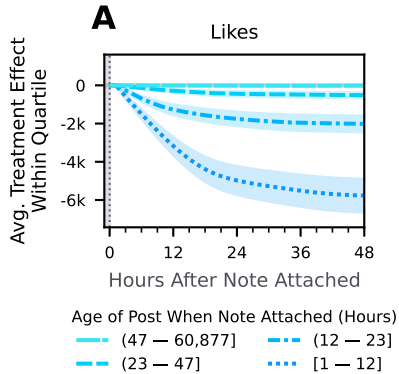 A
Likes
Avg. Treatment Effect
Within Quartile
0
-2k
-4k
-6k
0 12 24 36 48
Hours After Note Attached
Age of Post When Note Attached (Hours)
(47 — 60,877] (12 — 23]
(23 — 47] [1 — 12]